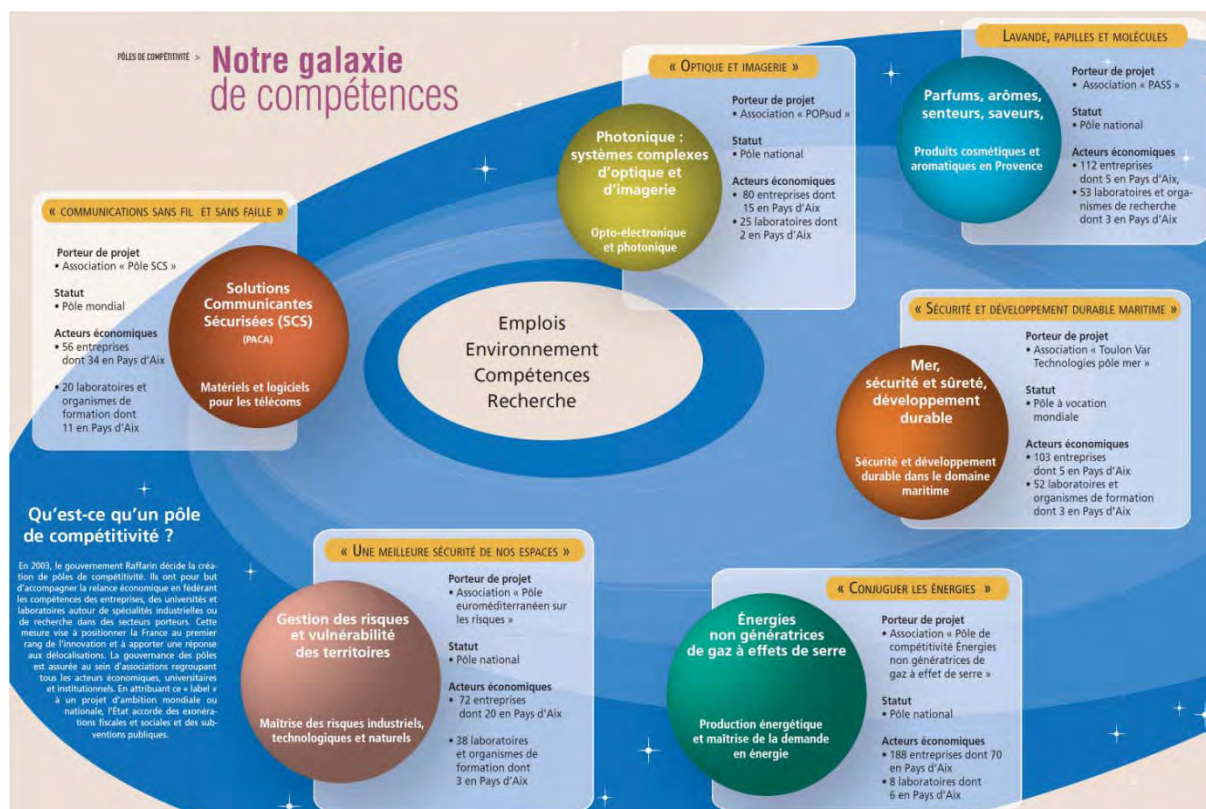 PÔLES DE COMPÉTITIVITÉ >
Notre galaxie
de compétences
« COMMUNICATIONS SANS FIL ET SANS FAILLE »
Porteur de projet
• Association « Pôle SCS »
Statut
• Pôle mondial
Acteurs économiques
• 56 entreprises
dont 34 en Pays d'Aix
• 20 laboratoires et
organismes de
formation dont
11 en Pays d'Aix
Solutions
Communicantes
Sécurisées (SCS)
(PACA)
Matériels et logiciels
pour les télécoms
« OPTIQUE ET IMAGERIE »
Photonique :
systèmes complexes
d'optique et
d'imagerie
Opto-électronique
et photonique
Porteur de projet
• Association « POPsud »
Statut
• Pôle national
Acteurs économiques
• 80 entreprises dont
15 en Pays d'Aix
• 25 laboratoires dont
2 en Pays d'Aix
LAVANDE, PAPILLES ET MOLÉCULES
Parfums, arômes,
senteurs, saveurs,
Produits cosmétiques et
aromatiques en Provence
Porteur de projet
• Association « PASS »
Statut
• Pôle national
Acteurs économiques
• 112 entreprises
dont 5 en Pays d'Aix,
• 53 laboratoires et orga-
nismes de recherche
dont 3 en Pays d'Aix
Emplois
Environnement
Compétences
Recherche
« SÉCURITÉ ET DÉVELOPPEMENT DURABLE MARITIME »
Mer,
sécurité et sûreté,
développement
durable
Sécurité et développement
durable dans le domaine
maritime
Porteur de projet
• Association « Toulon Var
Technologies pôle mer »
Statut
• Pôle à vocation
mondiale
Acteurs économiques
• 103 entreprises
dont 5 en Pays d'Aix
• 52 laboratoires et
organismes de formation
dont 3 en Pays d'Aix
Qu'est-ce qu'un pôle
de compétitivité ?
En 2003, le gouvernement Raffarin décide la créa-
tion de pôles de compétitivité. Ils ont pour but
d'accompagner la relance économique en fédérant
les compétences des entreprises, des universités et
laboratoires autour de spécialités industrielles ou
de recherche dans des secteurs porteurs. Cette
mesure vise à positionner la France au premier
rang de l'innovation et à apporter une réponse
aux délocalisations. La gouvernance des pôles
est assurée au sein d'associations regroupant
tous les acteurs économiques, universitaires
et institutionnels. En attribuant ce « label »
à un projet d'ambition mondiale ou
nationale, l'État accorde des exonéra-
tions fiscales et sociales et des sub-
ventions publiques.
« UNE MEILLEURE SÉCURITÉ DE NOS ESPACES »
Gestion des risques
et vulnérabilité
des territoires
Maîtrise des risques industriels,
technologiques et naturels
Porteur de projet
• Association « Pôle
euroméditerranéen sur
les risques »
Statut
• Pôle national
Acteurs économiques
• 72 entreprises
dont 20 en Pays d'Aix
• 38 laboratoires
et organismes de
formation dont
3 en Pays d'Aix
« CONJUGUER LES ÉNERGIES »
Énergies
non génératrices
de gaz à effets de serre
Production énergétique
et maîtrise de la demande
en énergie
Porteur de projet
• Association « Pôle de
compétitivité Énergies
non génératrices de
gaz à effet de serre »
Statut
• Pôle national
Acteurs économiques
• 188 entreprises dont 70
en Pays d'Aix
• 8 laboratoires dont
6 en Pays d'Aix